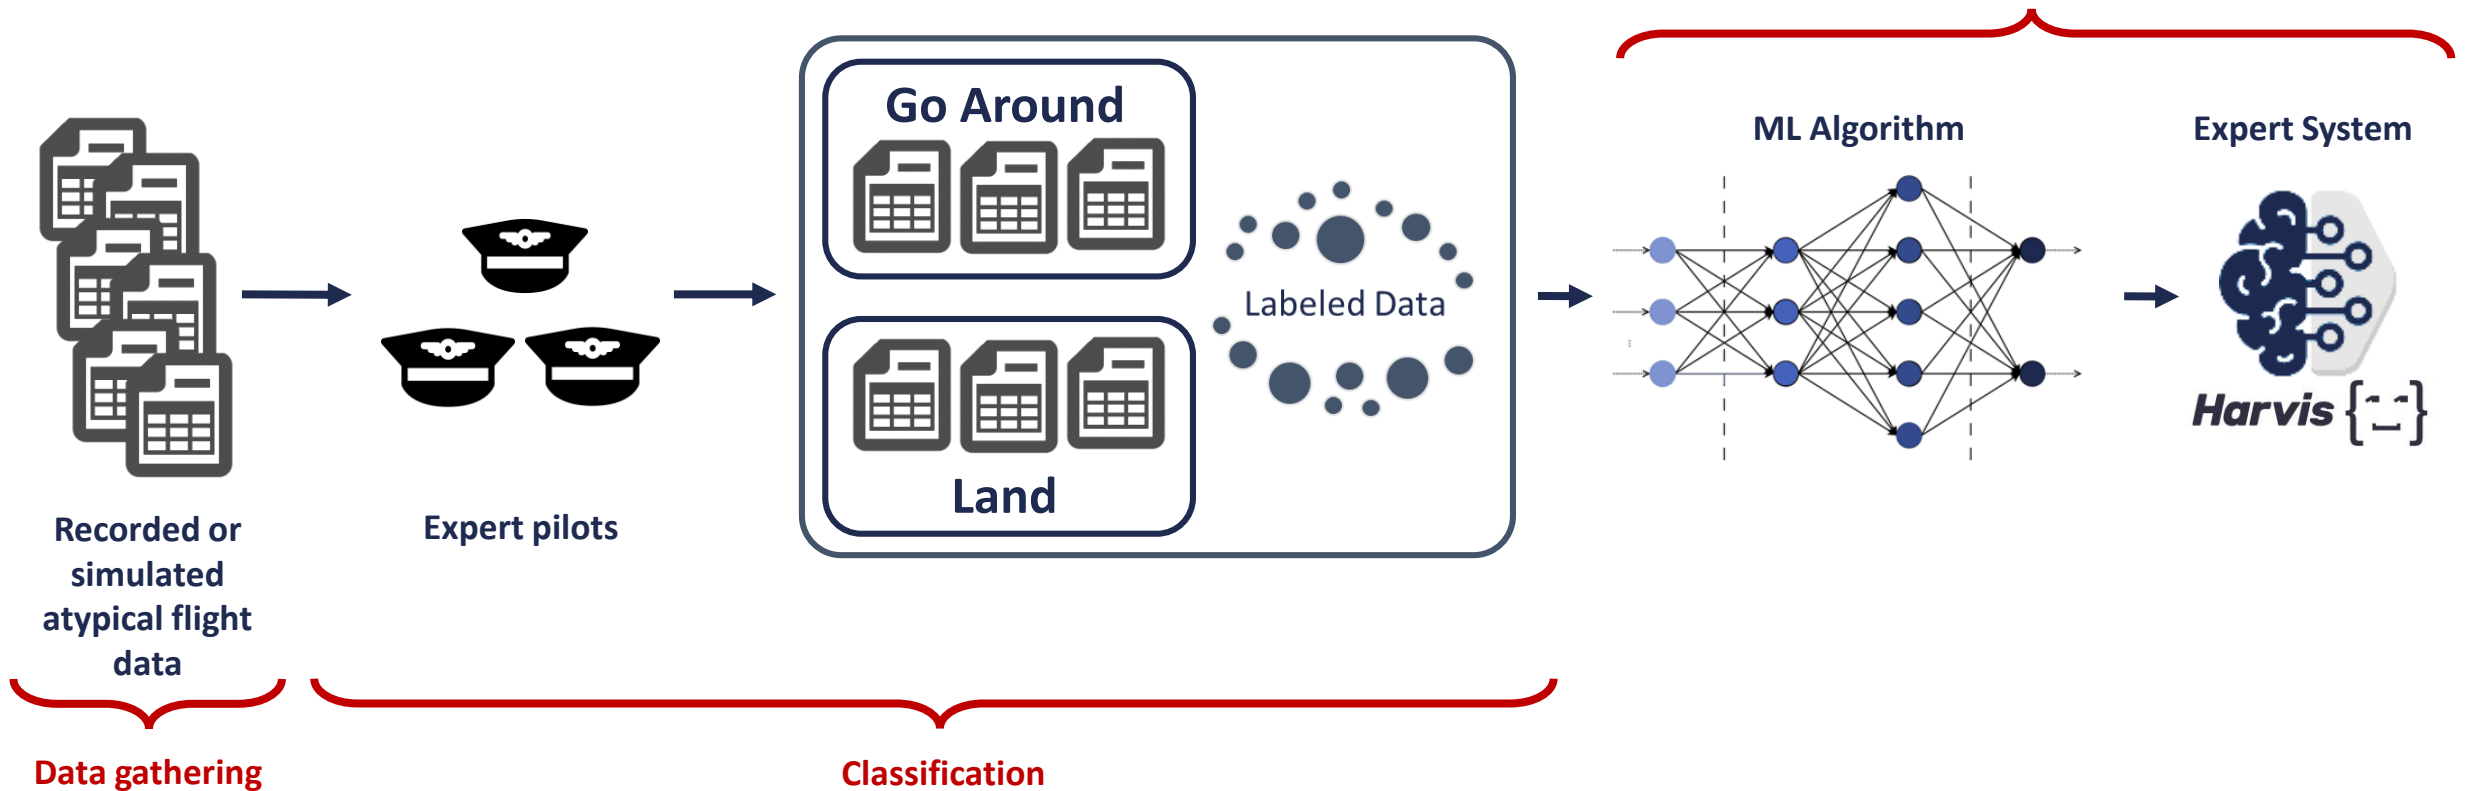 Go Around
Land
Labeled Data
ML Algorithm
Expert System
Harvis {--}
Recorded or
simulated
atypical flight
data
Expert pilots
Data gathering
Classification